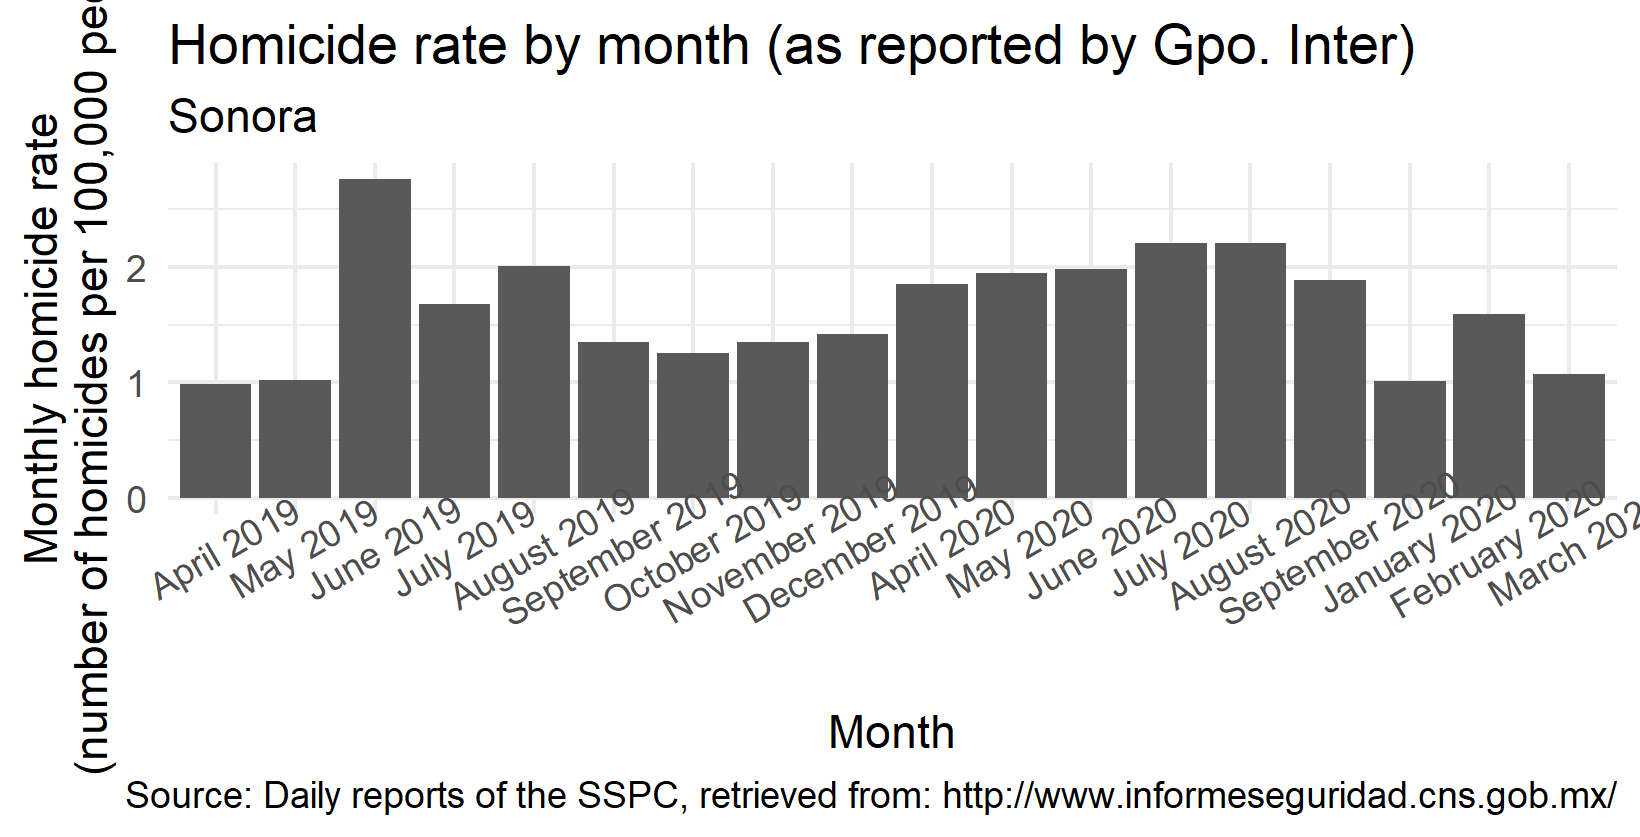 Homicide rate by month (as reported by Gpo. Inter)
Sonora
Monthly homicide rate
(number of homicides per 100,000
2
1
0
April 2019
May 2019
June 2019
July 2019
August 2019
September 2019
October 2019
November 2019
December 2019
April 2020
May 2020
June 2020
July 2020
August 2020
September 2020
January 2020
February 2020
March 202
Month
Source: Daily reports of the SSPC, retrieved from: http://www.informeseguridad.cns.gob.mx/